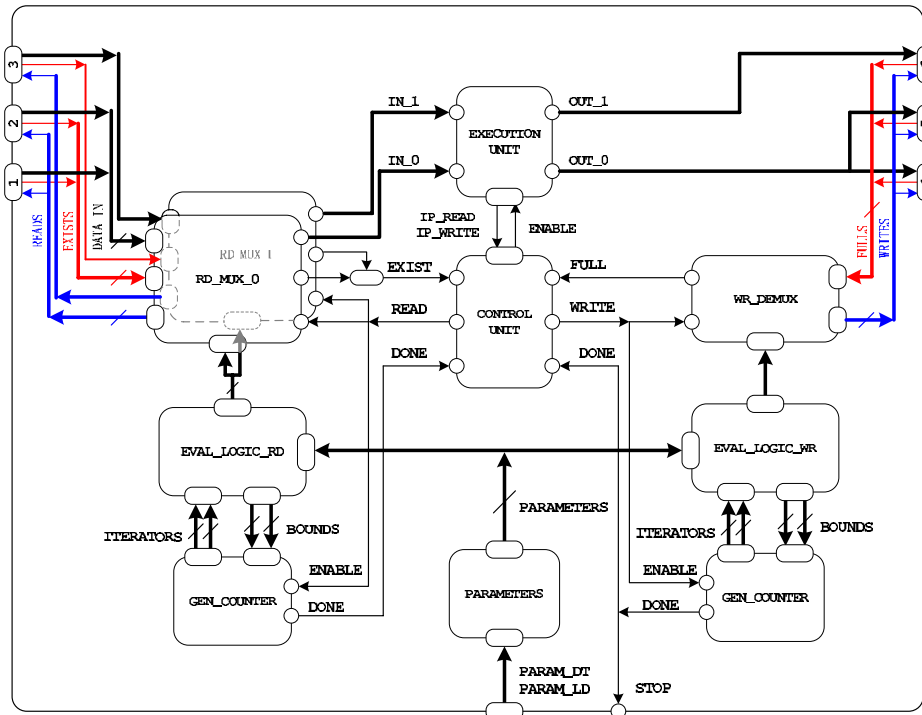 3
2
1
READS
EXISTS
DATA IN
IN_1
IN_0
EXECUTION
UNIT
OUT_1
OUT_0
FULLS
WRITES
IP_READ
IP_WRITE
ENABLE
RD MUX 1
RD_MUX_0
EXIST
READ
DONE
CONTROL
UNIT
FULL
WRITE
DONE
WR_DEMUX
EVAL_LOGIC_RD
EVAL_LOGIC_WR
PARAMETERS
ITERATORS
BOUNDS
ITERATORS
BOUNDS
GEN_COUNTER
ENABLE
DONE
PARAMETERS
ENABLE
DONE
GEN_COUNTER
PARAM_DT
PARAM_LD
STOP